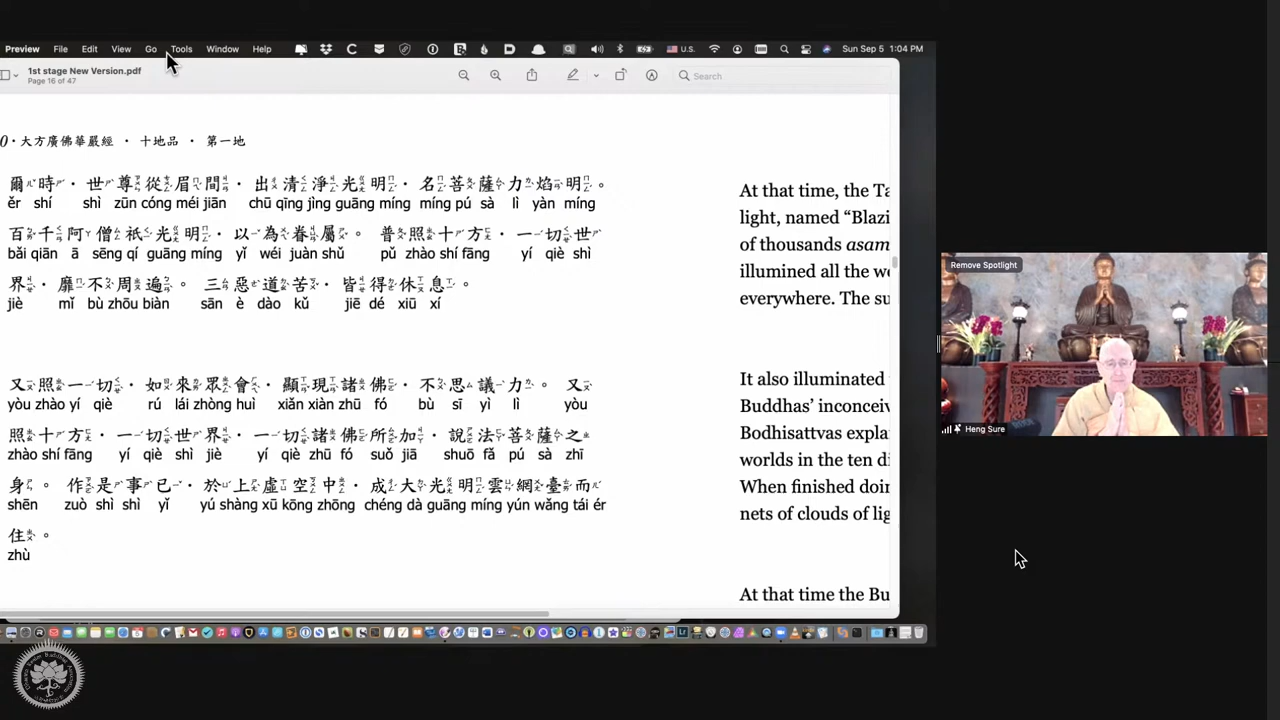 Preview File Edit View Go Tools Window Help
U.S.
Sun Sep 5 1:04 PM
1st stage New Version.pdf
Page 16 of 47
Search
0・大方廣佛華嚴經 ・ 十地品 ・ 第一地
爾時・世尊從眉間・出清淨光明・名菩薩力焰明。
ěr shí shì zūn cóng méi jiān chū qīng jìng guāng míng míng pú sà lì yàn míng
百千阿僧祇光明・以為眷屬。普照十方・一切世
bǎi qiān ā sēng qí guāng míng yǐ wéi juàn shǔ pǔ zhào shí fāng yí qiè shì
界・靡不周遍。三惡道苦・皆得休息。
jiè mǐ bù zhōu biàn sān è dào kǔ jiē dé xiū xí
又照一切・如來眾會・顯現諸佛・不思議力。又
yòu zhào yí qiè rú lái zhòng huì xiǎn xiàn zhū fó bù sī yì lì yòu
照十方・一切世界・一切諸佛所加・說法菩薩之
zhào shí fāng yí qiè shì jiè yí qiè zhū fó suǒ jiā shuō fǎ pú sà zhī
身。作是事已・於上虛空中・成大光明雲網臺而
shēn zuò shì shì yǐ yú shàng xū kōng zhōng chéng dà guāng míng yún wǎng tái ér
住。
zhù
At that time, the Ta
light, named “Blazi
of thousands asam
illumined all the wo
everywhere. The su
It also illuminated
Buddhas’ inconceiv
Bodhisattvas expla
worlds in the ten di
When finished doin
nets of clouds of lig
At that time the Bu
Remove Spotlight
Heng Sure